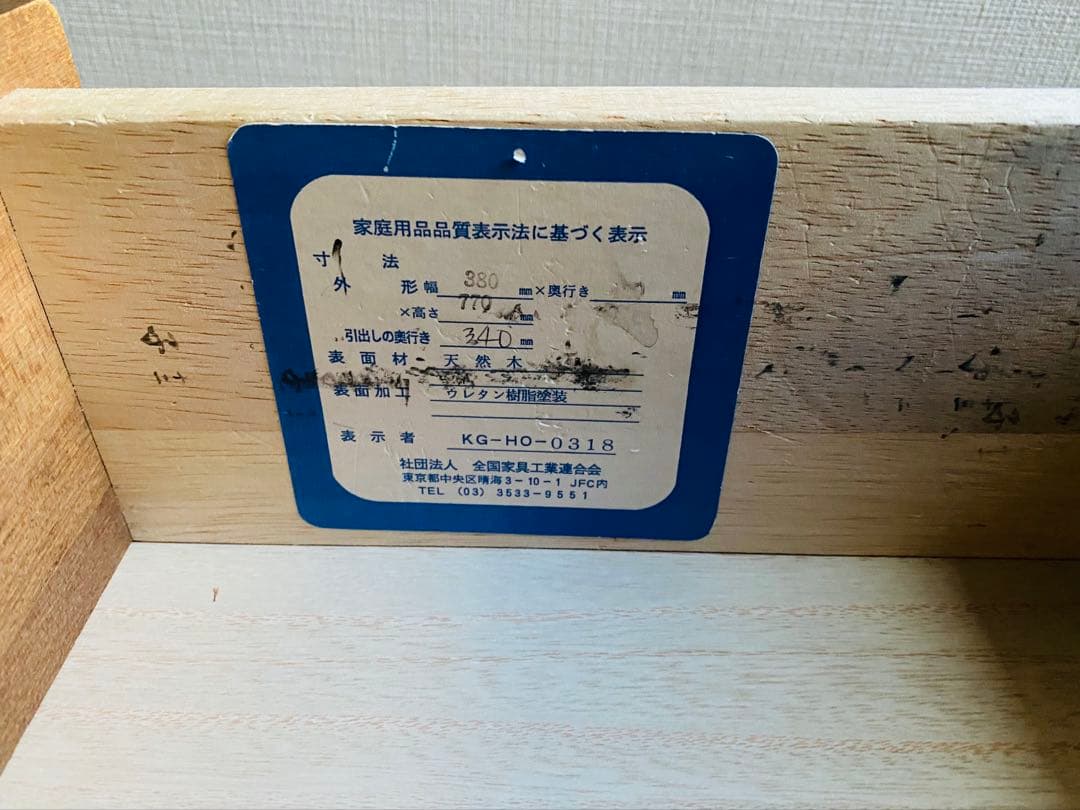 家庭用品品質表示法に基づく表示
寸 法
外 形幅 380 ㎜×奥行き ㎜
×高さ 770 ㎜
引出しの奥行き 340 ㎜
表面材 天然木
表面加工 ウレタン樹脂塗装
表示者 KG-HO-0318
社団法人 全国家具工業連合会
東京都中央区晴海3-10-1 JFC内
TEL (03) 3533-9551